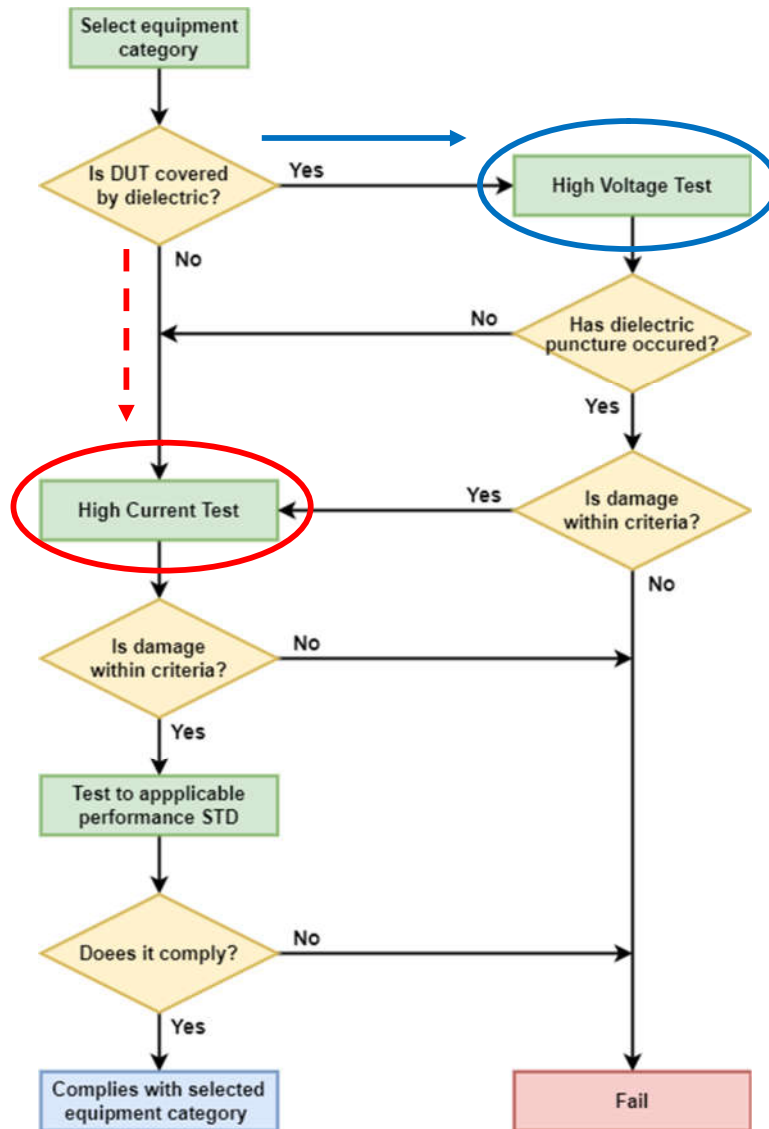 Select equipment
category
Is DUT covered
by dielectric?
Yes
High Voltage Test
No
No
Has dielectric
puncture occured?
Yes
High Current Test
Yes
Is damage
within criteria?
No
Is damage
within criteria?
No
Yes
Test to appplicable
performance STD
Doees it comply?
No
Yes
Complies with selected
equipment category
Fail